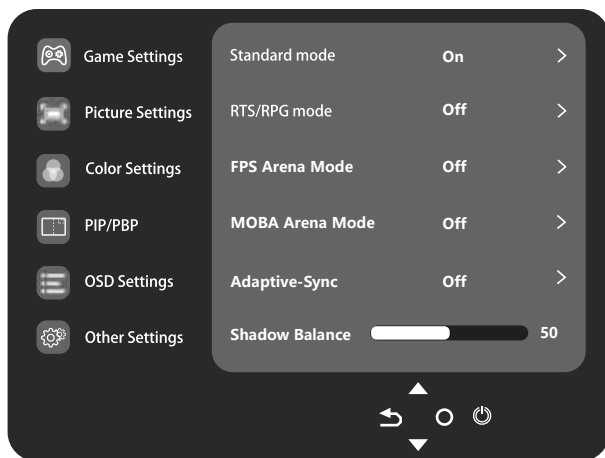 Game Settings
Picture Settings
Color Settings
PIP/PBP
OSD Settings
Other Settings
Standard mode On
RTS/RPG mode Off
FPS Arena Mode Off
MOBA Arena Mode Off
Adaptive-Sync Off
Shadow Balance 50